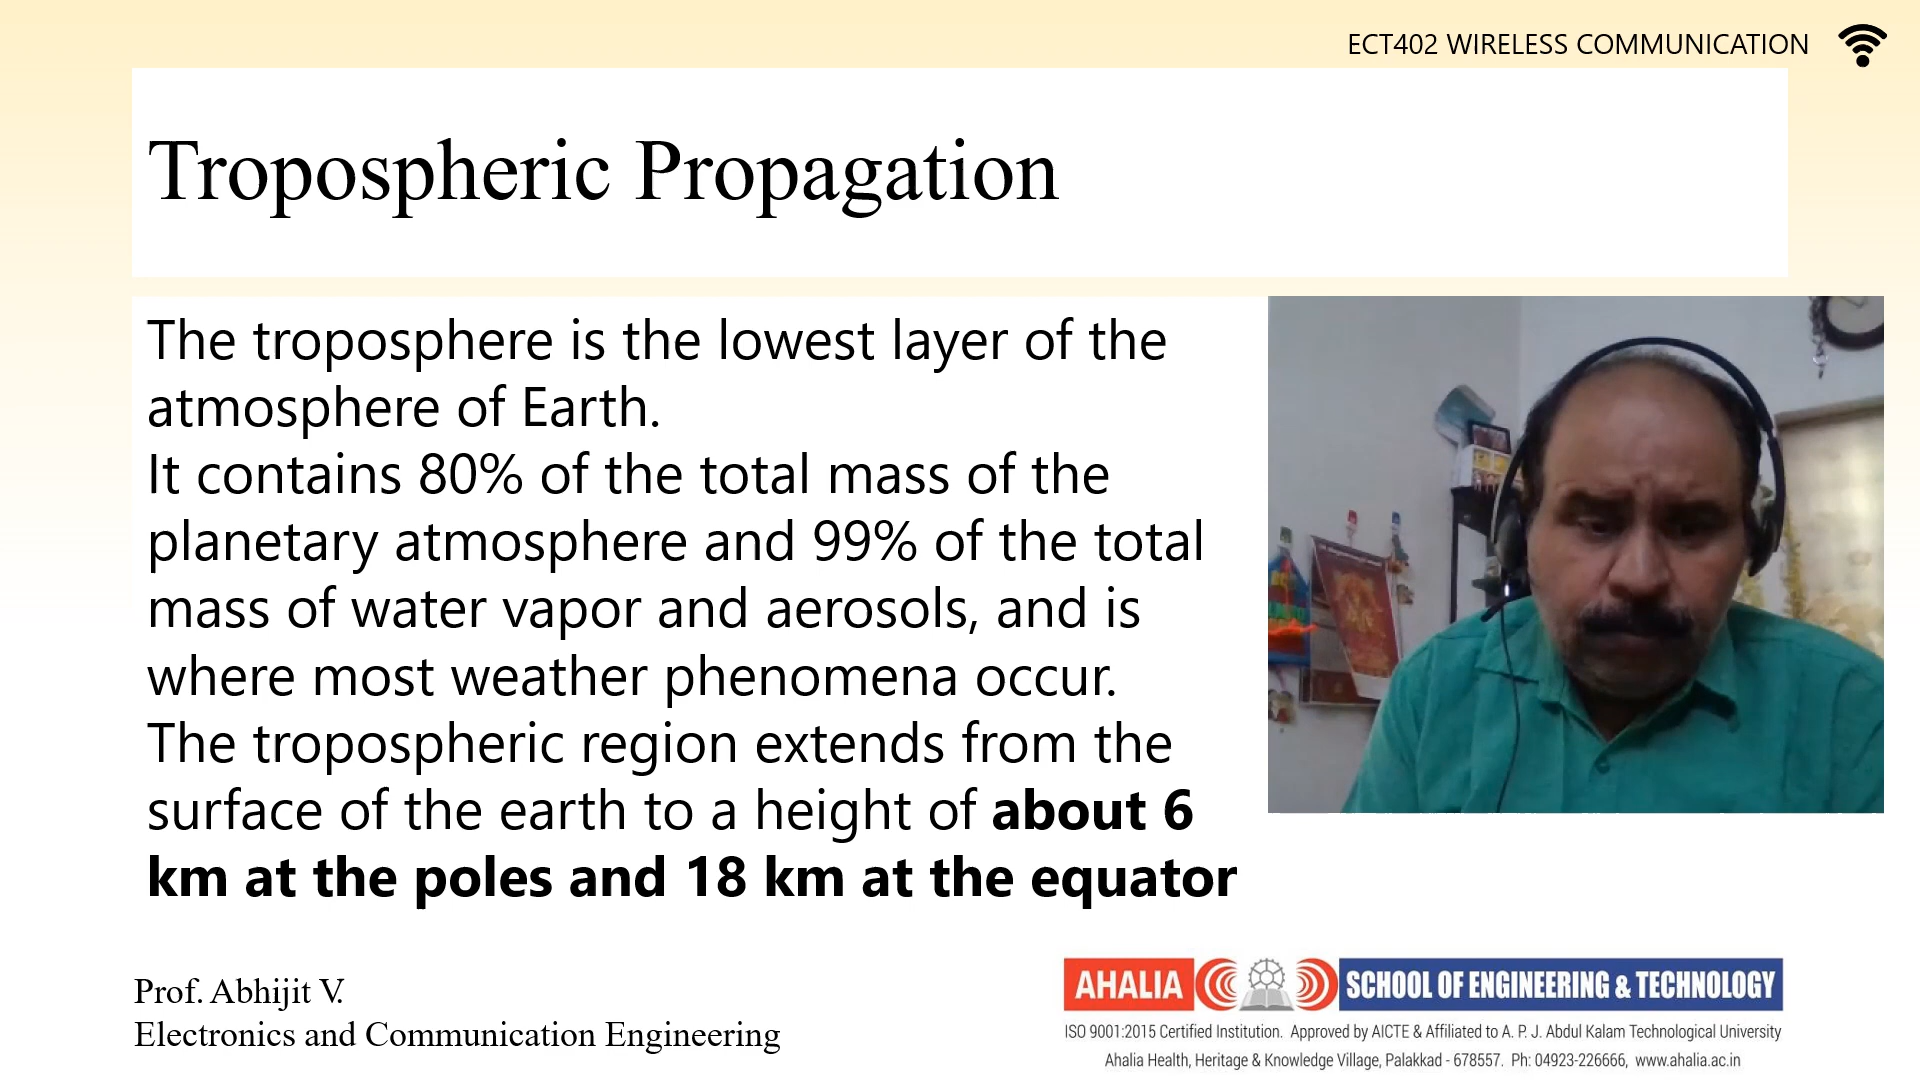 ECT402 WIRELESS COMMUNICATION
Tropospheric Propagation
The troposphere is the lowest layer of the
atmosphere of Earth.
It contains 80% of the total mass of the
planetary atmosphere and 99% of the total
mass of water vapor and aerosols, and is
where most weather phenomena occur.
The tropospheric region extends from the
surface of the earth to a height of about 6
km at the poles and 18 km at the equator
Prof. Abhijit V.
Electronics and Communication Engineering
AHALIA SCHOOL OF ENGINEERING & TECHNOLOGY
ISO 9001:2015 Certified Institution. Approved by AICTE & Affiliated to A. P. J. Abdul Kalam Technological University
Ahalia Health, Heritage & Knowledge Village, Palakkad - 678557. Ph: 04923-226666, www.ahalia.ac.in